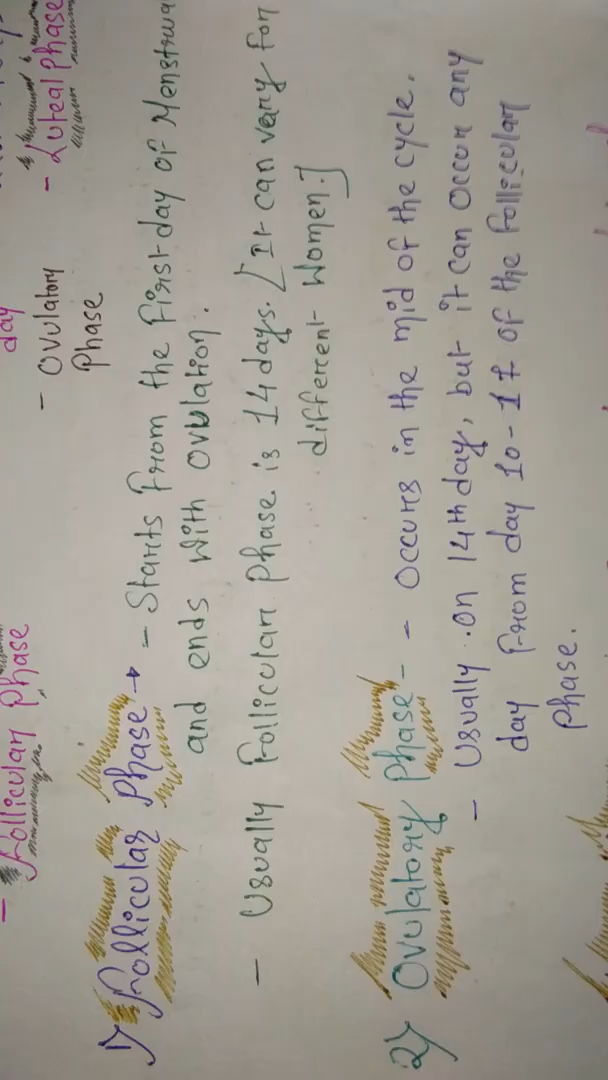 day
- Follicular Phase
- Ovulatory
Phase
- Luteal Phase
1) Follicular Phase → - Starts from the first day of Menstrua
and ends with ovulation.
- Usually Follicular phase is 14 days. [It can vary for
different Women.]
2) Ovulatory Phase - - occurs in the mid of the cycle.
- Usually on 14th day, but it can occur any
day from day 10-17 of the follicular
phase.